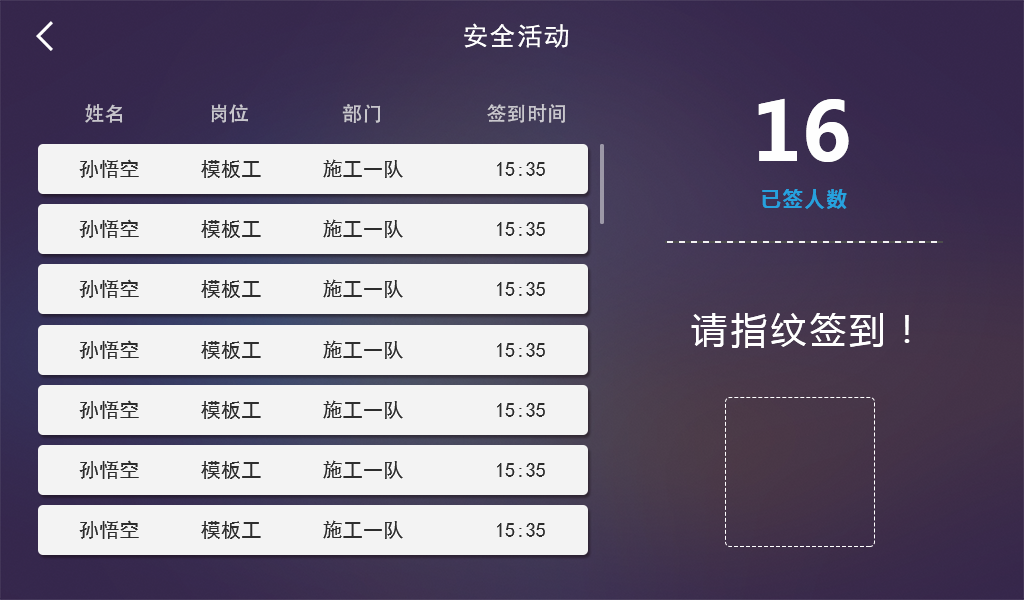 安全活动
姓名 岗位 部门 签到时间
孙悟空 模板工 施工一队 15:35
孙悟空 模板工 施工一队 15:35
孙悟空 模板工 施工一队 15:35
孙悟空 模板工 施工一队 15:35
孙悟空 模板工 施工一队 15:35
孙悟空 模板工 施工一队 15:35
孙悟空 模板工 施工一队 15:35
16
已签人数
请指纹签到！